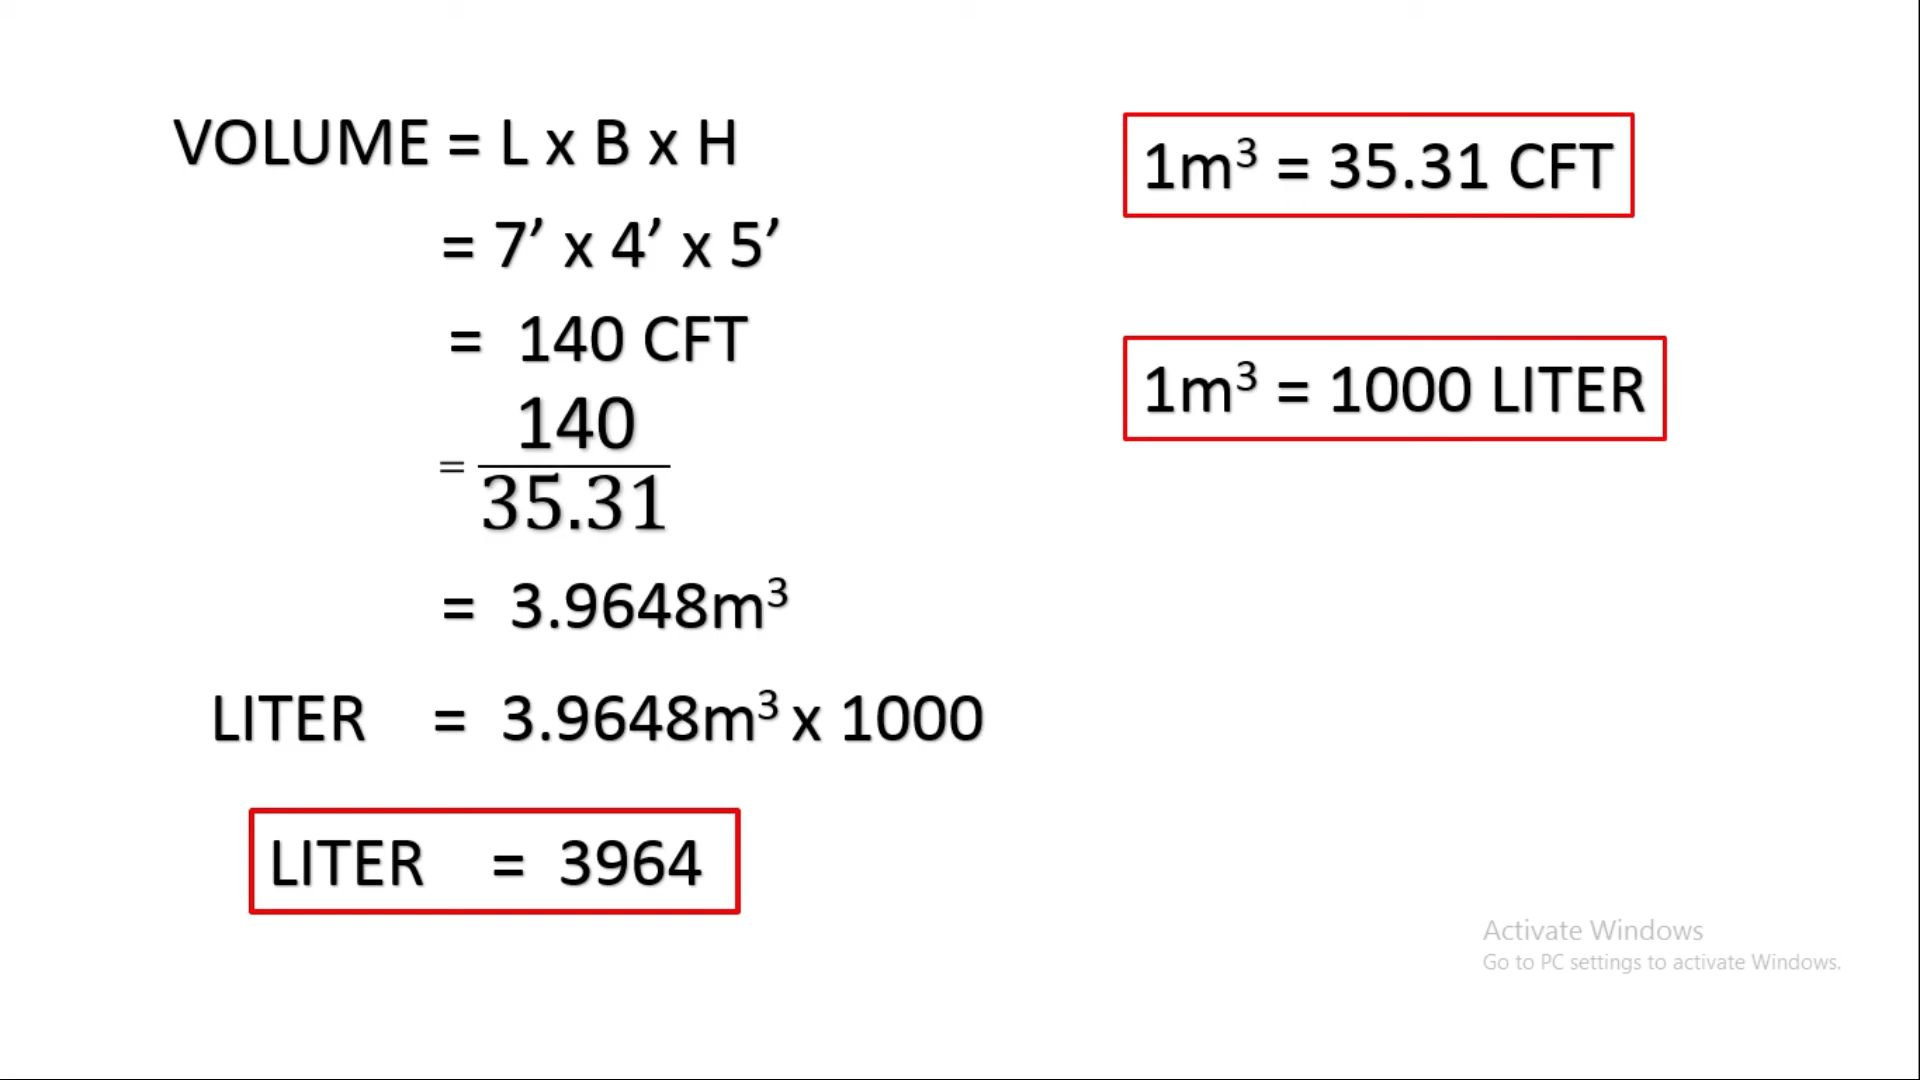 VOLUME = L x B x H
= 7’ x 4’ x 5’
= 140 CFT
= 140
35.31
= 3.9648m³
LITER = 3.9648m³ x 1000
LITER = 3964
1m³ = 35.31 CFT
1m³ = 1000 LITER
Activate Windows
Go to PC settings to activate Windows.